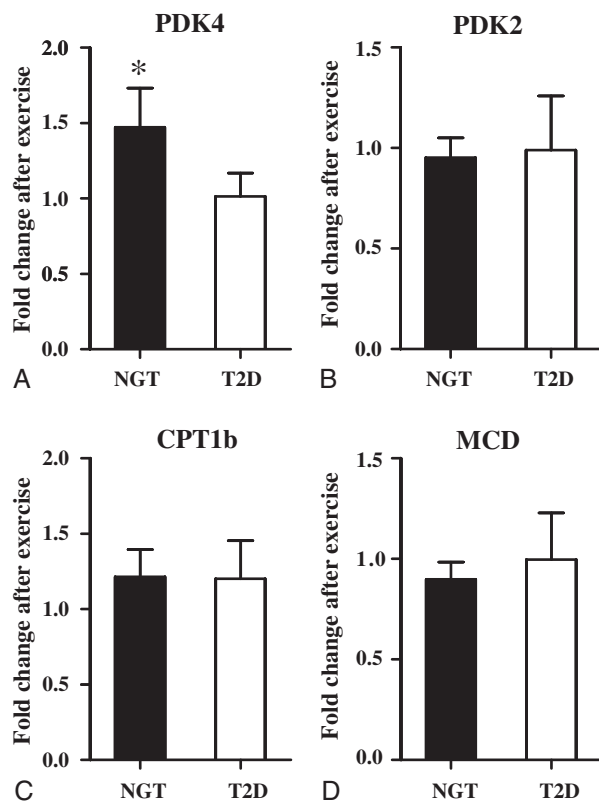 PDK4
Fold change after exercise
2.0
1.5
1.0
0.5
0.0
*
NGT T2D
A
PDK2
Fold change after exercise
1.5
1.0
0.5
0.0
NGT T2D
B
CPT1b
Fold change after exercise
2.0
1.5
1.0
0.5
0.0
NGT T2D
C
MCD
Fold change after exercise
1.5
1.0
0.5
0.0
NGT T2D
D